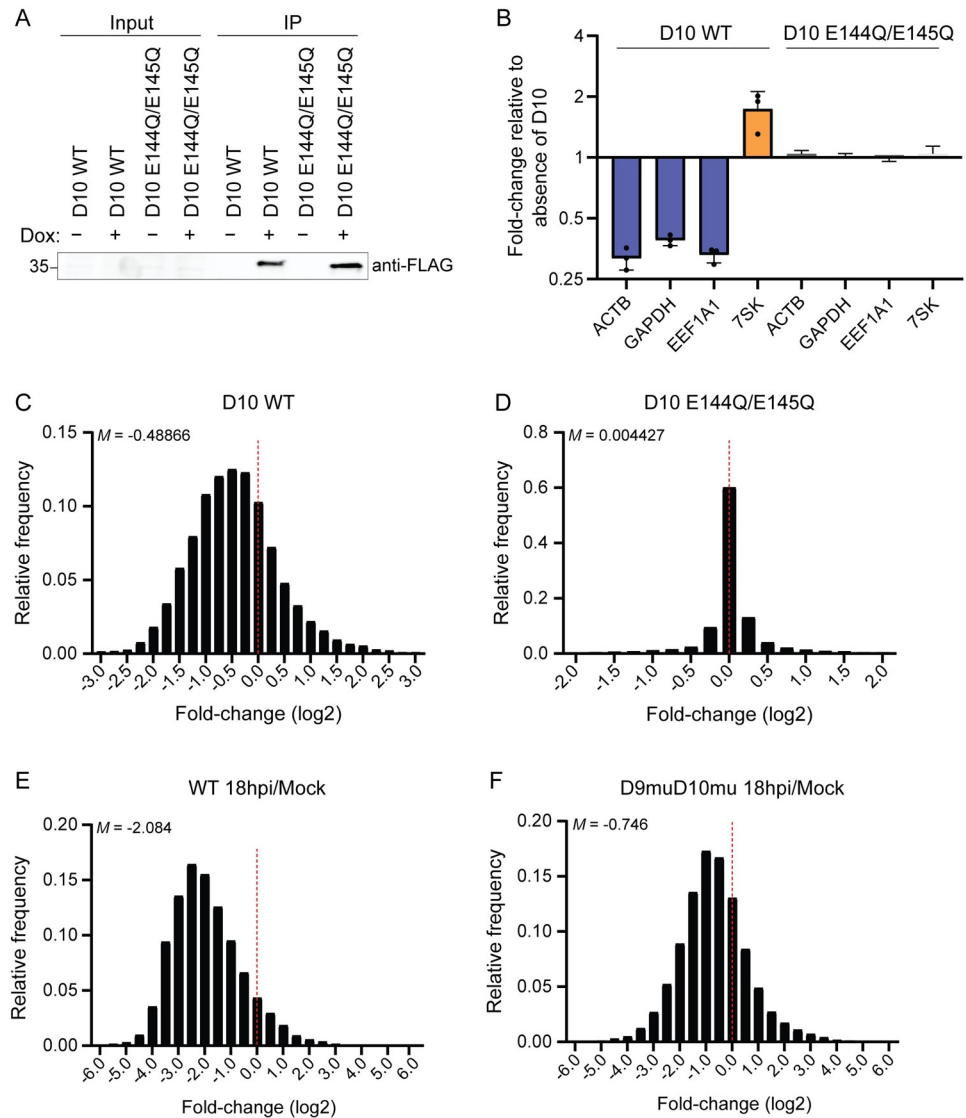 A
Input
IP
D10 WT
D10 WT
D10 E144Q/E145Q
D10 E144Q/E145Q
D10 WT
D10 WT
D10 E144Q/E145Q
D10 E144Q/E145Q
Dox: – + – + – + – +
35
anti-FLAG
B
D10 WT
D10 E144Q/E145Q
Fold-change relative to
absence of D10
4
2
1
0.5
0.25
ACTB
GAPDH
EEF1A1
7SK
ACTB
GAPDH
EEF1A1
7SK
C
D10 WT
M = -0.48866
Relative frequency
0.15
0.10
0.05
0.00
-3.0 -2.5 -2.0 -1.5 -1.0 -0.5 0.0 0.5 1.0 1.5 2.0 2.5 3.0
Fold-change (log2)
D
D10 E144Q/E145Q
M = 0.004427
Relative frequency
0.8
0.6
0.4
0.2
0.0
-2.0 -1.5 -1.0 -0.5 0.0 0.5 1.0 1.5 2.0
Fold-change (log2)
E
WT 18hpi/Mock
M = -2.084
Relative frequency
0.20
0.15
0.10
0.05
0.00
-6.0 -5.0 -4.0 -3.0 -2.0 -1.0 0.0 1.0 2.0 3.0 4.0 5.0 6.0
Fold-change (log2)
F
D9muD10mu 18hpi/Mock
M = -0.746
Relative frequency
0.20
0.15
0.10
0.05
0.00
-6.0 -5.0 -4.0 -3.0 -2.0 -1.0 0.0 1.0 2.0 3.0 4.0 5.0 6.0
Fold-change (log2)